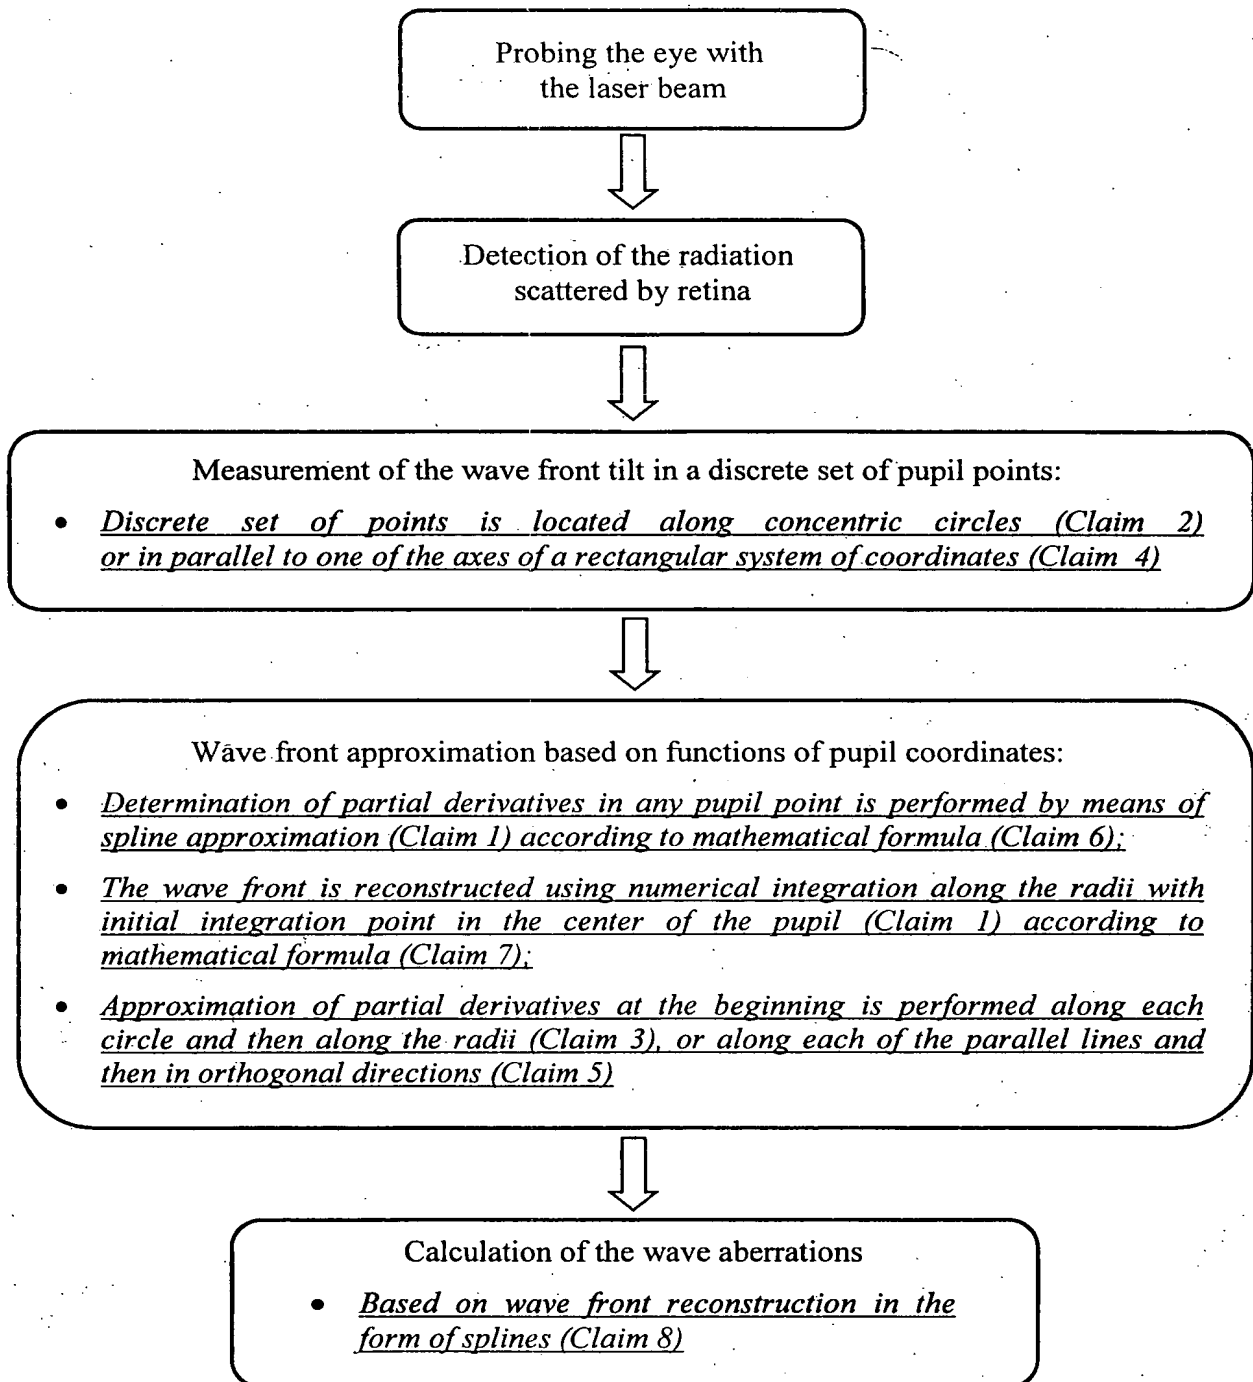 Probing the eye with
the laser beam
Detection of the radiation
scattered by retina
Measurement of the wave front tilt in a discrete set of pupil points:
• Discrete set of points is located along concentric circles (Claim 2)
or in parallel to one of the axes of a rectangular system of coordinates (Claim 4)
Wave front approximation based on functions of pupil coordinates:
• Determination of partial derivatives in any pupil point is performed by means of
spline approximation (Claim 1) according to mathematical formula (Claim 6);
• The wave front is reconstructed using numerical integration along the radii with
initial integration point in the center of the pupil (Claim 1) according to
mathematical formula (Claim 7);
• Approximation of partial derivatives at the beginning is performed along each
circle and then along the radii (Claim 3), or along each of the parallel lines and
then in orthogonal directions (Claim 5)
Calculation of the wave aberrations
• Based on wave front reconstruction in the
form of splines (Claim 8)